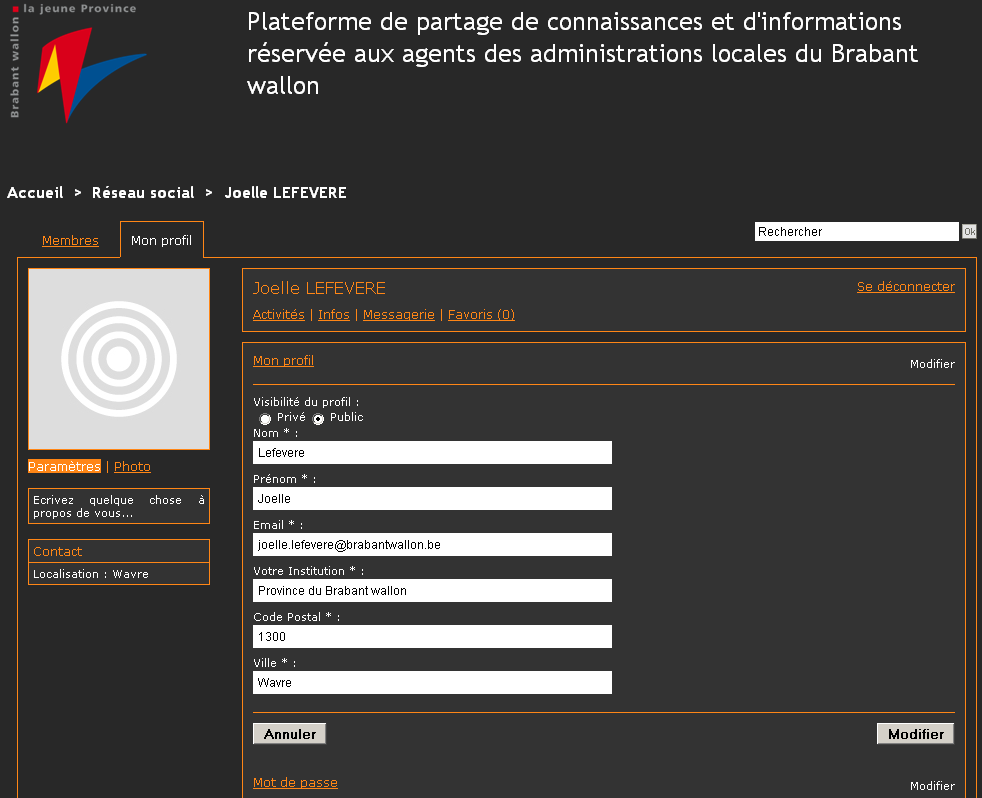 la jeune Province
Brabant wallon
Plateforme de partage de connaissances et d'informations
réservée aux agents des administrations locales du Brabant
wallon
Accueil > Réseau social > Joelle LEFEVERE
Membres
Mon profil
Rechercher
Ok
Joelle LEFEVERE
Se déconnecter
Activités | Infos | Messagerie | Favoris (0)
Paramètres | Photo
Ecrivez quelque chose à
propos de vous...
Contact
Localisation : Wavre
Mon profil
Modifier
Visibilité du profil :
Privé Public
Nom * :
Lefevere
Prénom * :
Joelle
Email * :
joelle.lefevere@brabantwallon.be
Votre Institution * :
Province du Brabant wallon
Code Postal * :
1300
Ville * :
Wavre
Annuler
Modifier
Mot de passe
Modifier